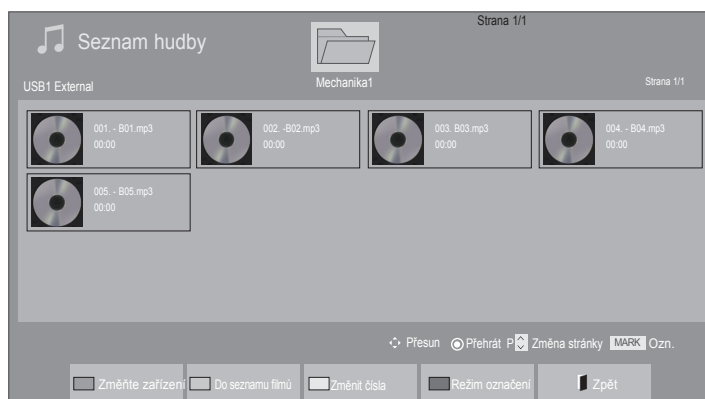 Strana 1/1
Seznam hudby
Mechanika1
USB1 External
Strana 1/1
001. - B01.mp3
00:00
002. -B02.mp3
00:00
003. B03.mp3
00:00
004. - B04.mp3
00:00
005. - B05.mp3
00:00
Přesun Přehrát P Změna stránky MARK Ozn.
Změňte zařízení Do seznamu filmů Změnit čísla Režim označení Zpět